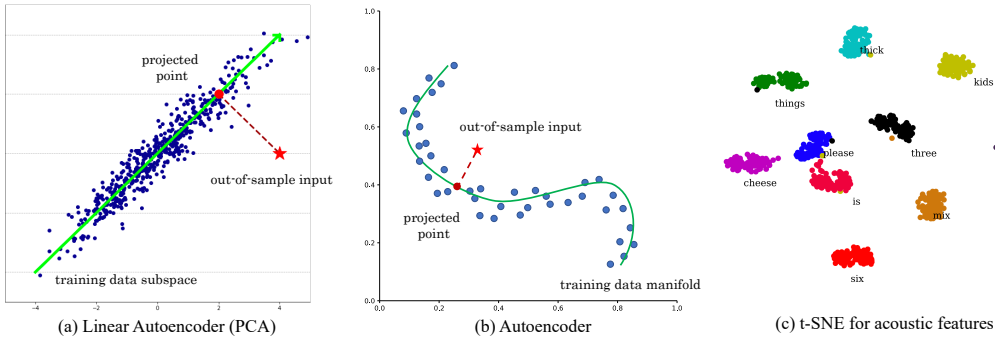 projected
point
out-of-sample input
training data subspace
−4
−2
0
2
4
(a) Linear Autoencoder (PCA)
1.0
0.8
0.6
0.4
0.2
0.0
out-of-sample input
projected
point
training data manifold
0.0
0.2
0.4
0.6
0.8
1.0
(b) Autoencoder
thick
kids
things
please
three
cheese
is
mix
six
(c) t-SNE for acoustic features